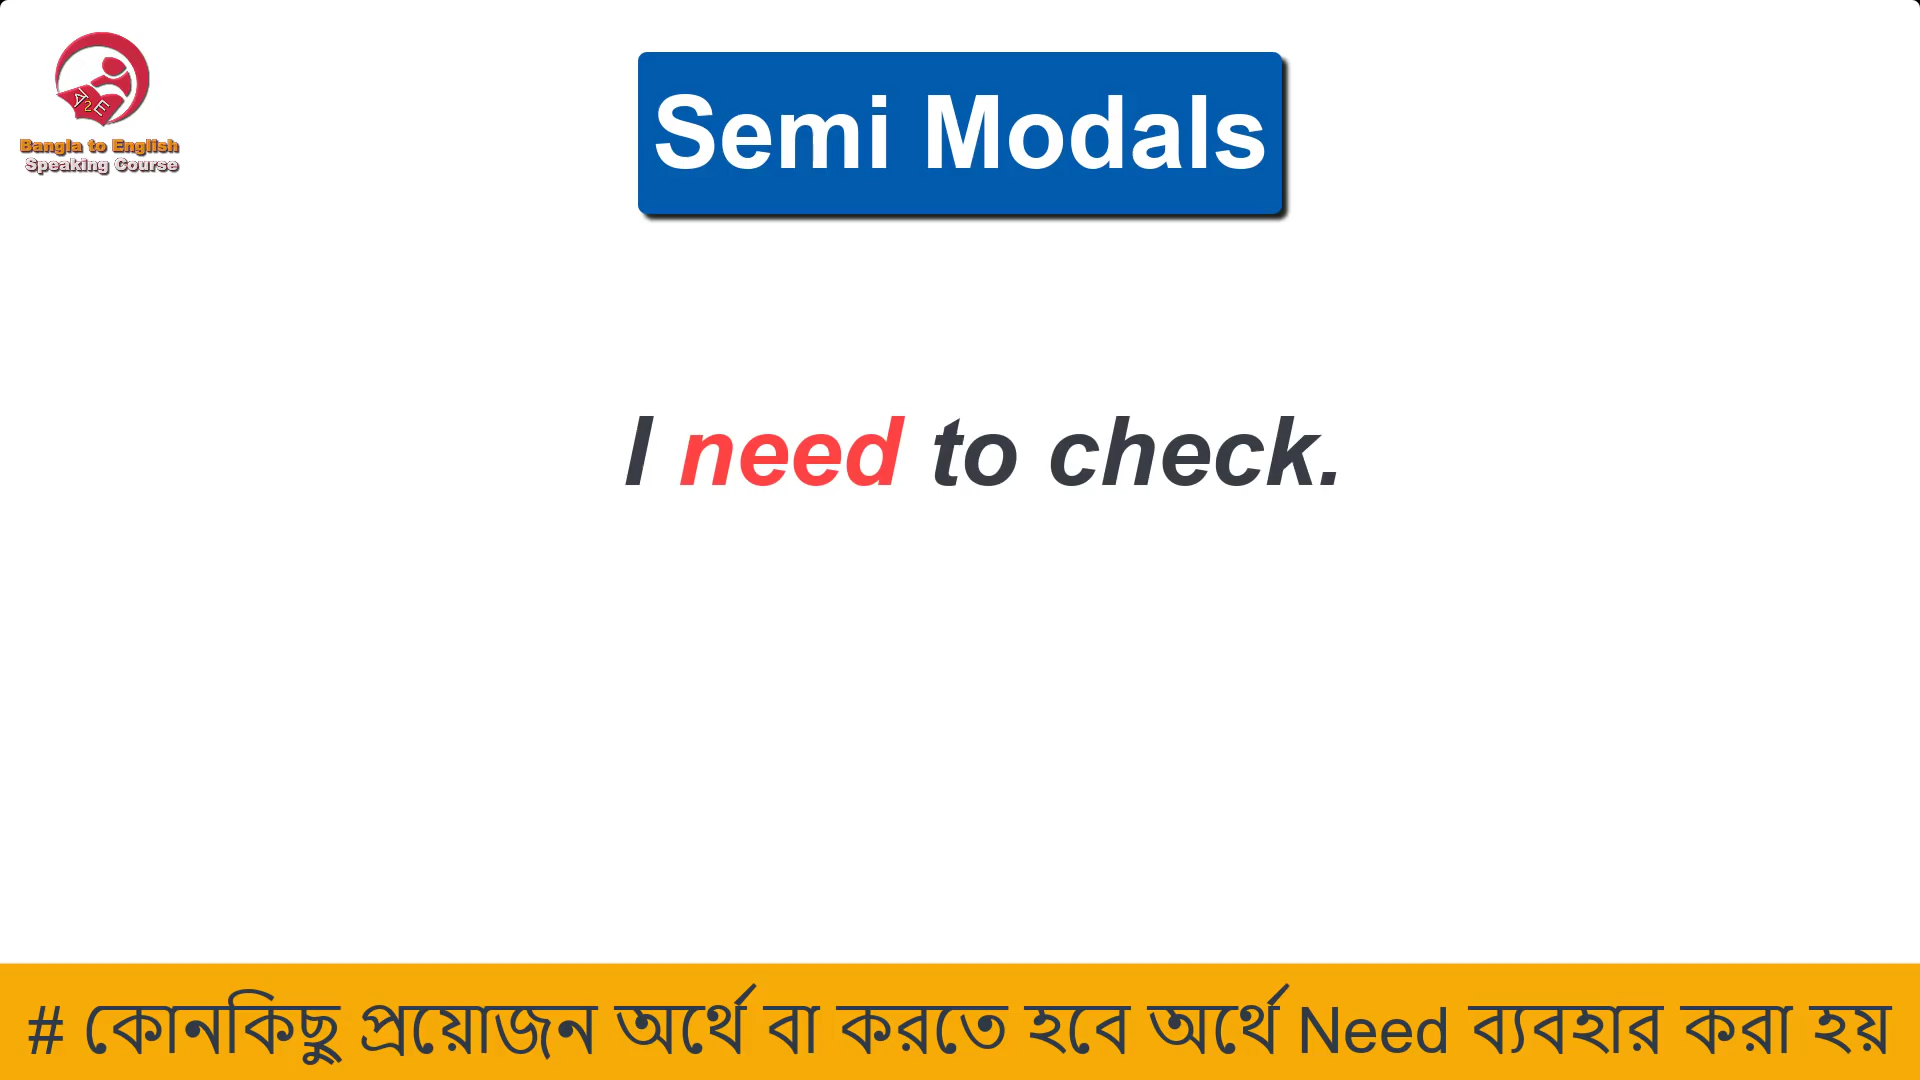 Bangla to English
Speaking Course
Semi Modals
I need to check.
# কোনকিছু প্রয়োজন অর্থে বা করতে হবে অর্থে Need ব্যবহার করা হয়